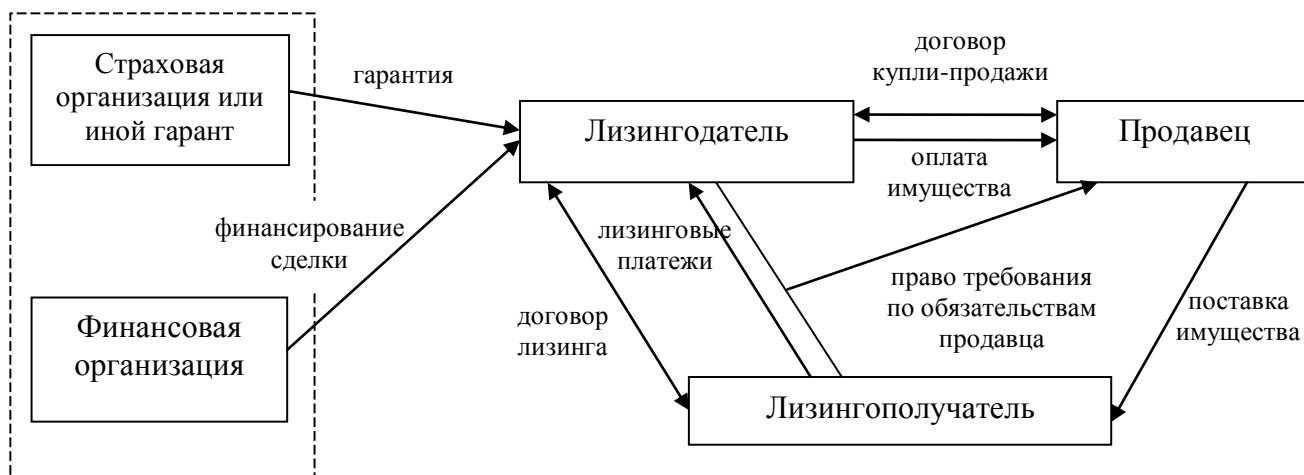 Страховая
организация или
иной гарант
гарантия
договор
купли-продажи
Лизингодатель
Продавец
оплата
имущества
финансирование
сделки
лизинговые
платежи
право требования
по обязательствам
продавца
поставка
имущества
договор
лизинга
Финансовая
организация
Лизингополучатель